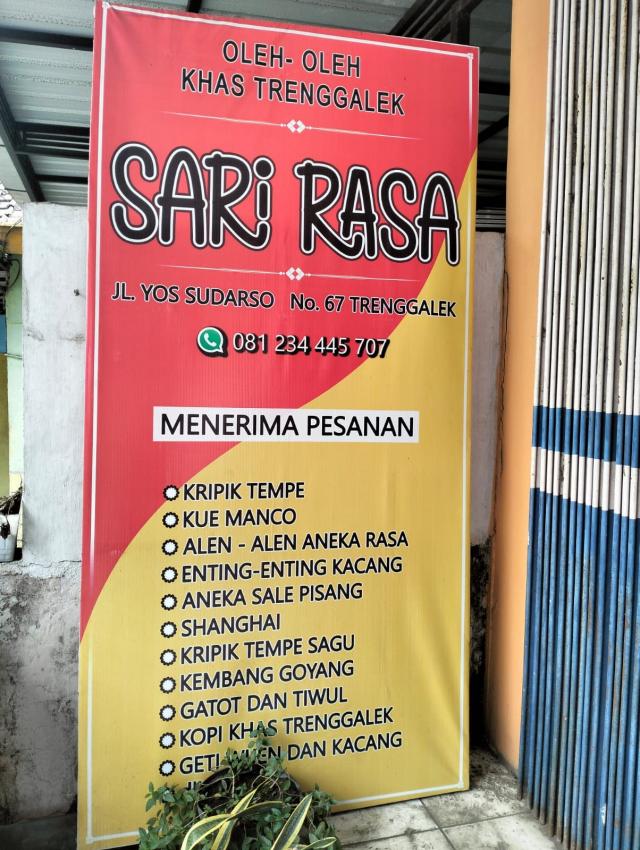 OLEH- OLEH
KHAS TRENGGALEK
SARI RASA
JL. YOS SUDARSO No. 67 TRENGGALEK
081 234 445 707
MENERIMA PESANAN
KRIPIK TEMPE
KUE MANCO
ALEN - ALEN ANEKA RASA
ENTING-ENTING KACANG
ANEKA SALE PISANG
SHANGHAI
KRIPIK TEMPE SAGU
KEMBANG GOYANG
GATOT DAN TIWUL
KOPI KHAS TRENGGALEK
GETI DAN KACANG